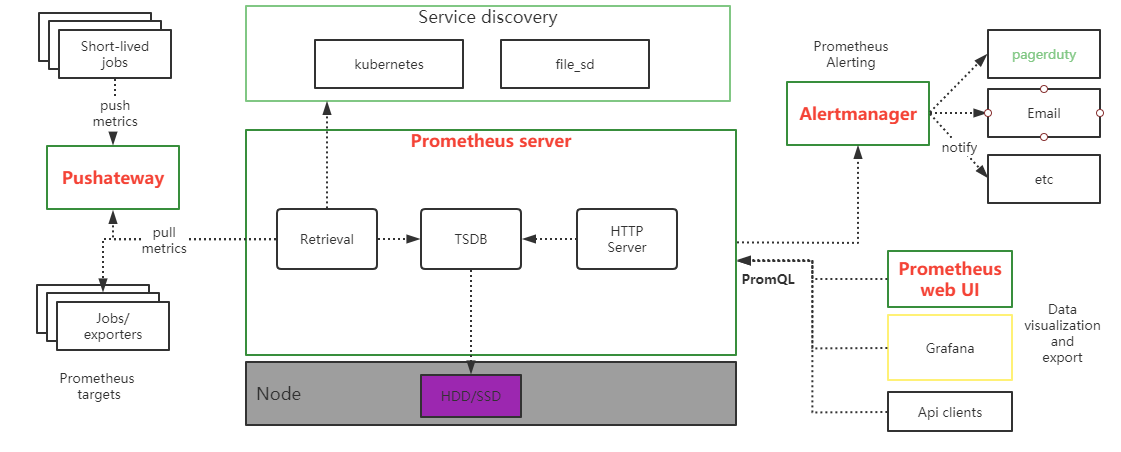 Short-lived
jobs
push
metrics
Pushateway
pull
metrics
Jobs/
exporters
Prometheus
targets
Service discovery
kubernetes
file_sd
Prometheus server
Retrieval
TSDB
HTTP
Server
Node
HDD/SSD
Prometheus
Alerting
Alertmanager
notify
pagerduty
Email
etc
PromQL
Prometheus
web UI
Grafana
Api clients
Data
visualization
and
export